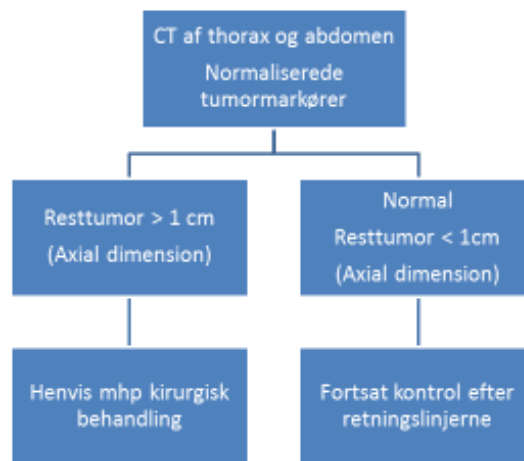 CT af thorax og abdomen
Normaliserede
tumormarkører
Resttumor > 1 cm
(Axial dimension)
Normal
Resttumor < 1cm
(Axial dimension)
Henvis mhp kirurgisk
behandling
Fortsat kontrol efter
retningslinjerne